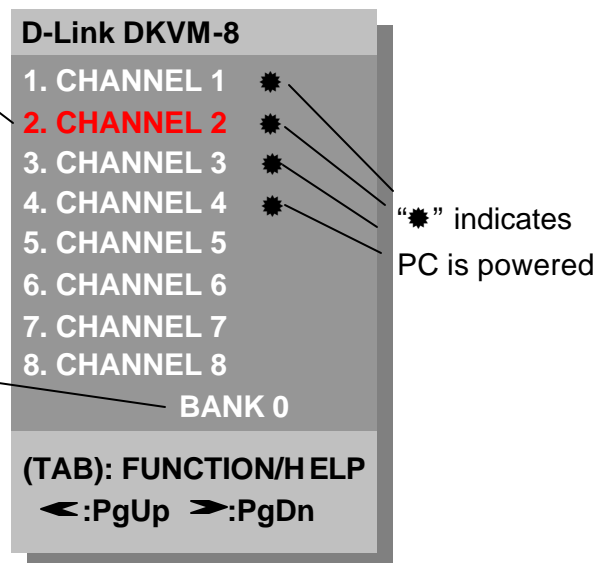 D-Link DKVM-8
1. CHANNEL 1 ✹
2. CHANNEL 2 ✹
3. CHANNEL 3 ✹
4. CHANNEL 4 ✹
5. CHANNEL 5
6. CHANNEL 6
7. CHANNEL 7
8. CHANNEL 8
BANK 0
(TAB): FUNCTION/HELP
⮜:PgUp ⮞:PgDn
“✹” indicates
PC is powered